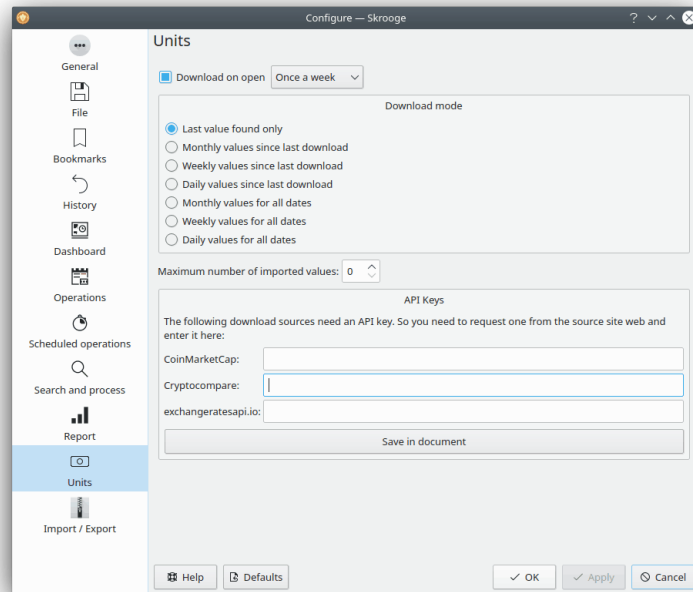 Configure — Skrooge
General
File
Bookmarks
History
Dashboard
Operations
Scheduled operations
Search and process
Report
Units
Import / Export
Units
Download on open Once a week
Download mode
Last value found only
Monthly values since last download
Weekly values since last download
Daily values since last download
Monthly values for all dates
Weekly values for all dates
Daily values for all dates
Maximum number of imported values: 0
API Keys
The following download sources need an API key. So you need to request one from the source site web and
enter it here:
CoinMarketCap:
Cryptocompare:
exchangeratesapi.io:
Save in document
Help Defaults OK Apply Cancel